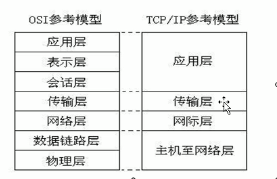 OSI参考模型 TCP/IP参考模型
应用层
表示层
会话层
传输层
网络层
数据链路层
物理层
应用层
传输层
网际层
主机至网络层